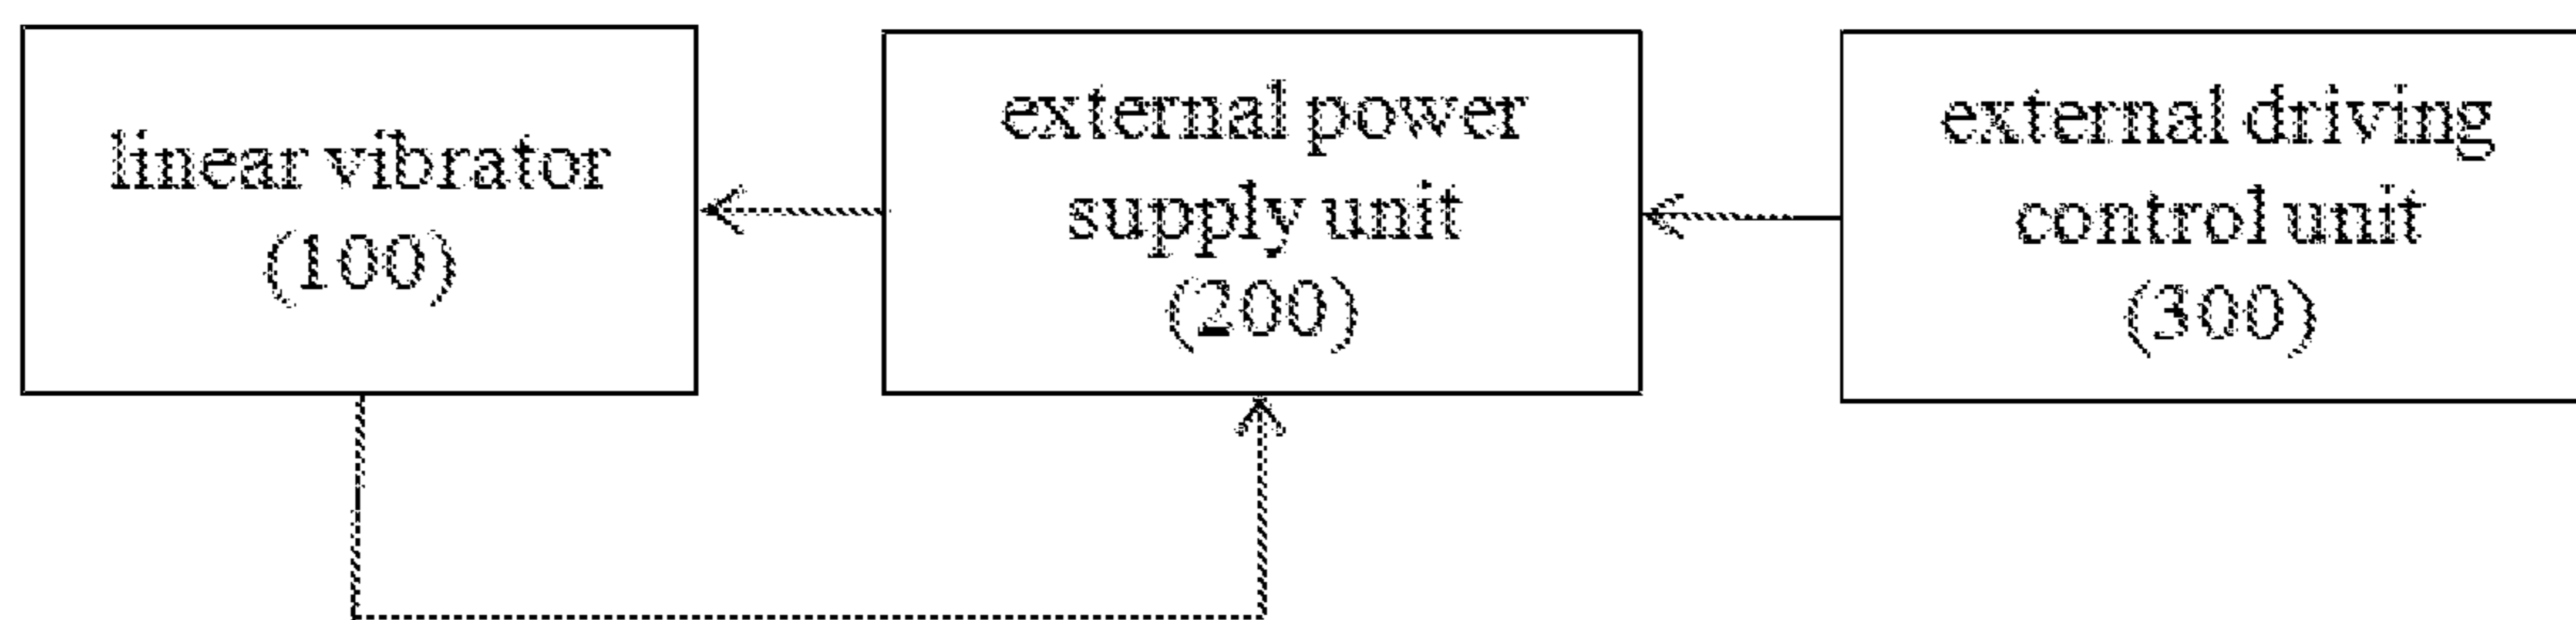 linear vibrator
(100)
external power
supply unit
(200)
external driving
control unit
(300)